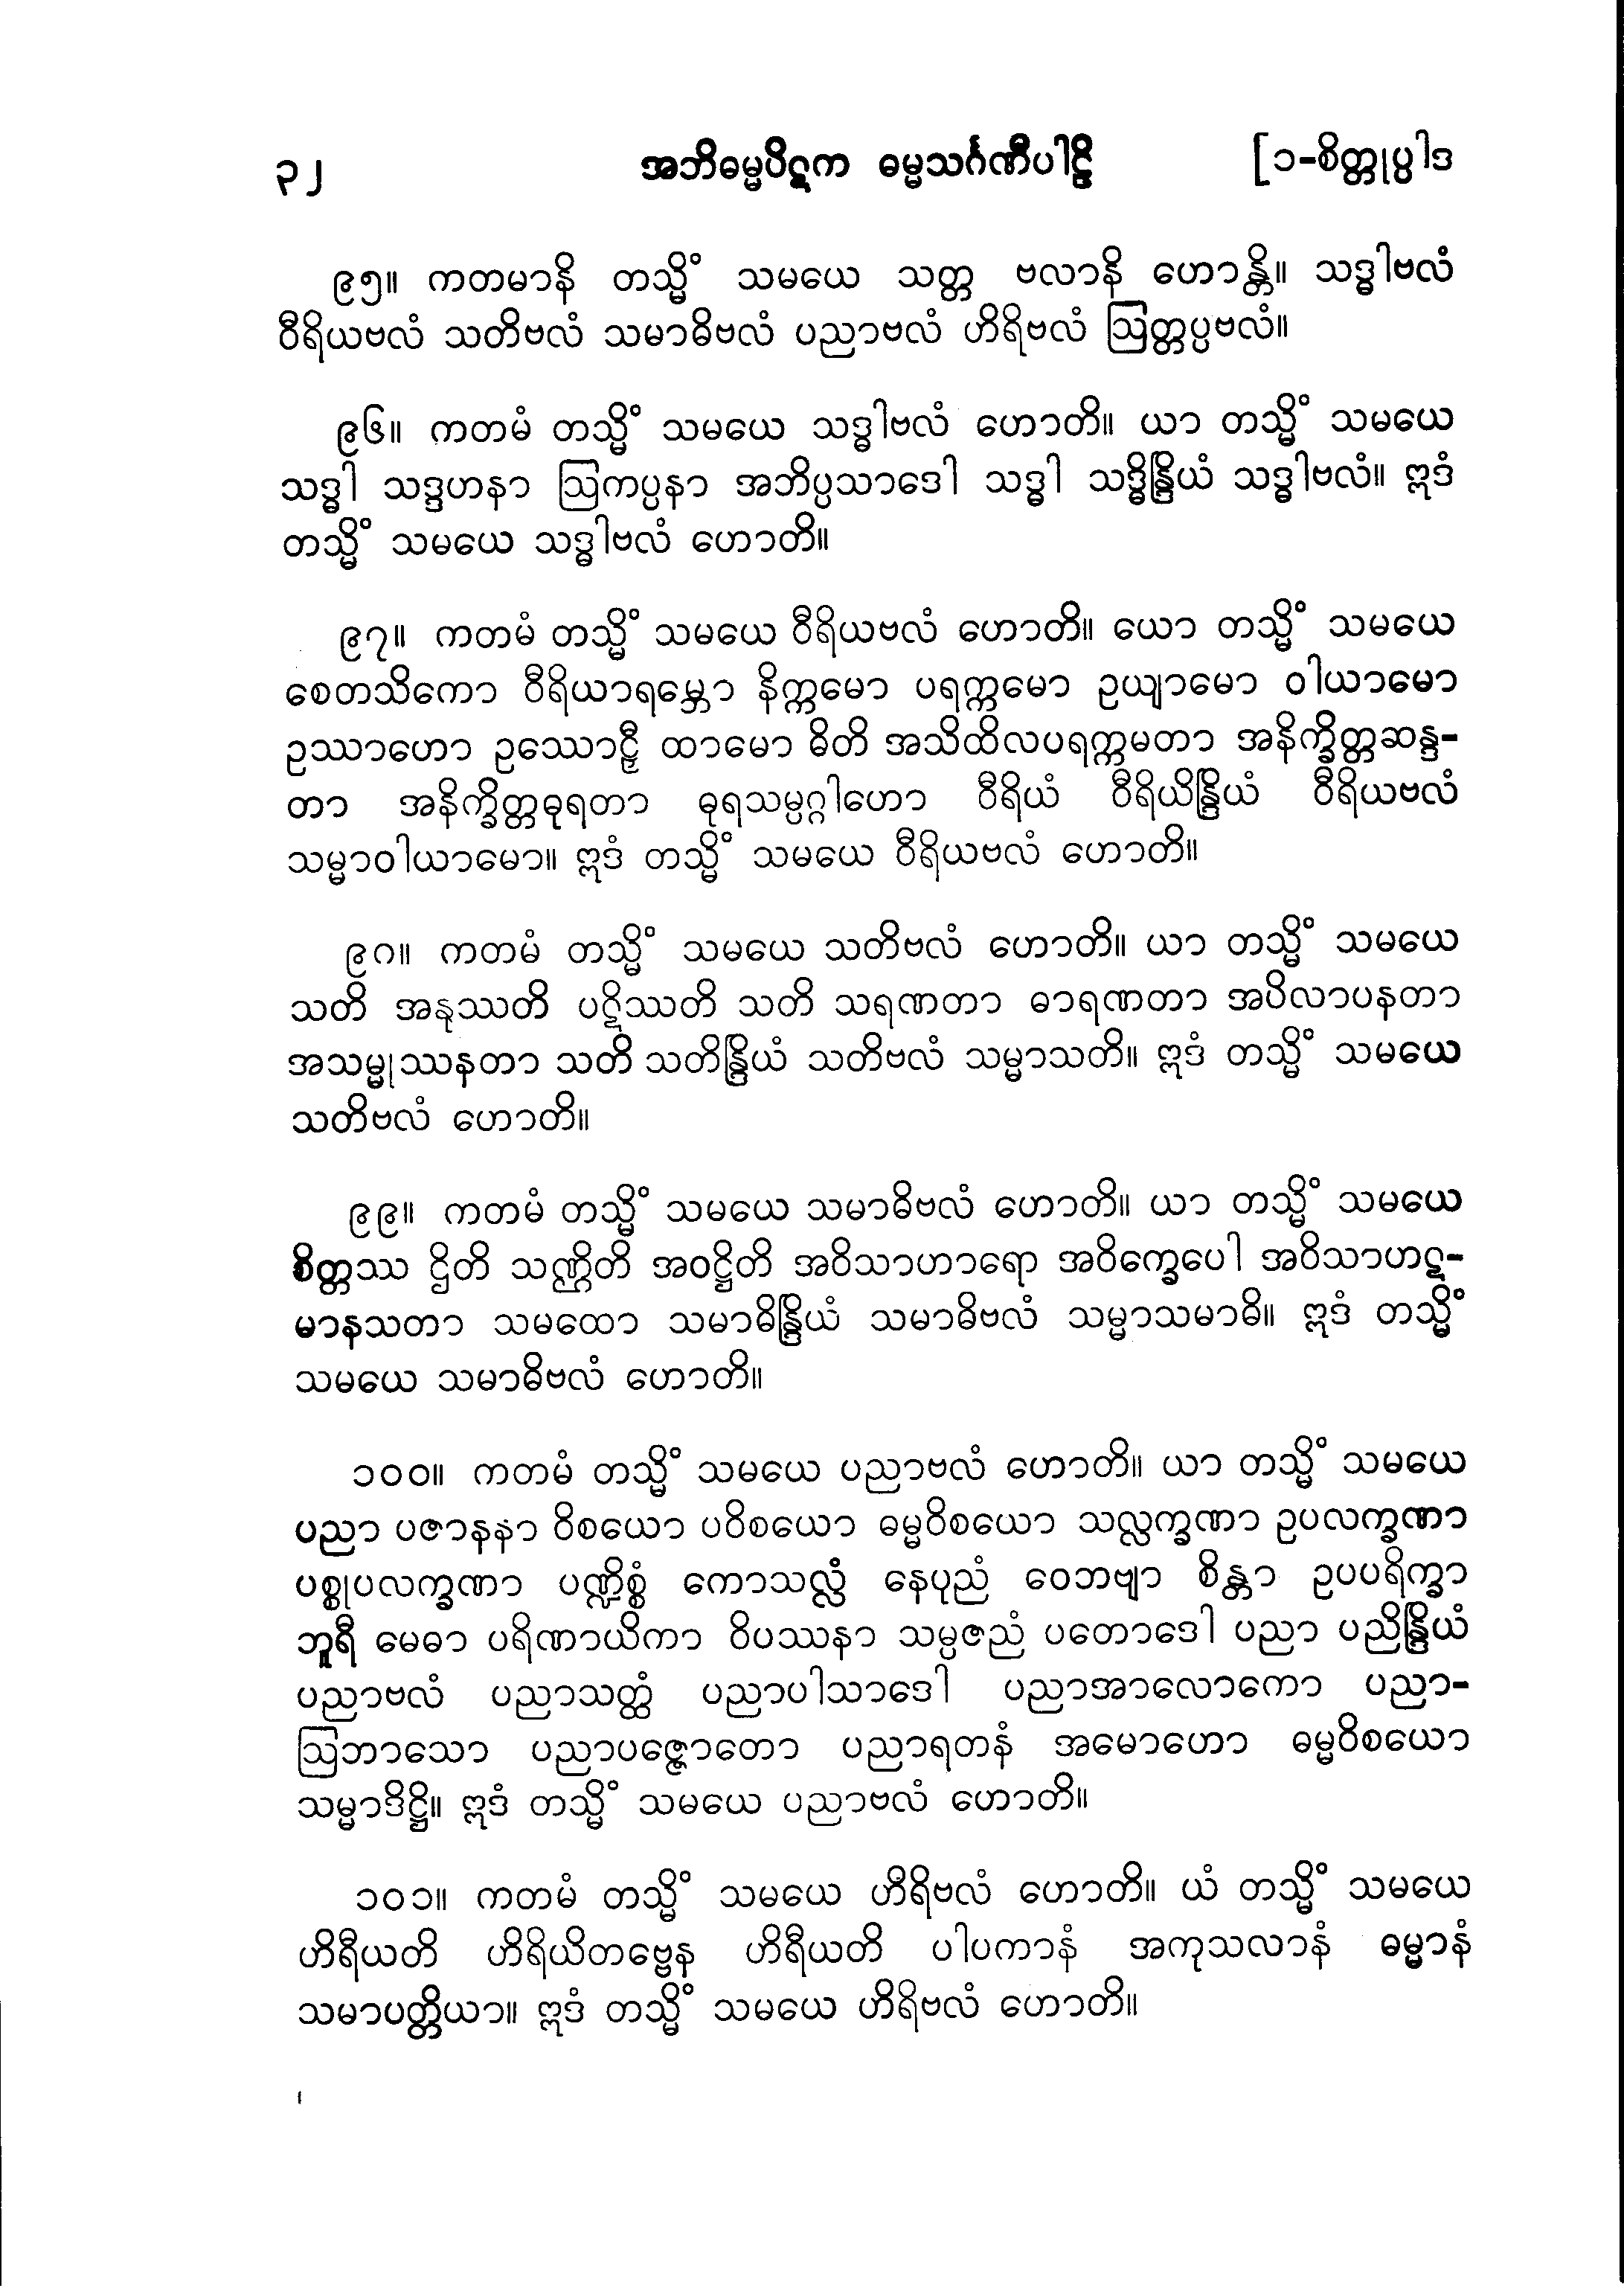 ၃၂ အဘိဓမ္မပိဋက ဓမ္မသင်္ဂဏီပါဠိ [၁-စိတ္တုပ္ပါဒ
၉၅။ ကတမာနိ တသ္မိံ သမယေ သတ္တ ဗလာနိ ဟောန္တိ။ သဒ္ဓါဗလံ
ဝီရိယဗလံ သတိဗလံ သမာဓိဗလံ ပညာဗလံ ဟိရိဗလံ ဩတ္တပ္ပဗလံ။
၉၆။ ကတမံ တသ္မိံ သမယေ သဒ္ဓါဗလံ ဟောတိ။ ယာ တသ္မိံ သမယေ
သဒ္ဓါ သဒ္ဒဟနာ ဩကပ္ပနာ အဘိပ္ပသာဒေါ သဒ္ဓါ သဒ္ဓိန္ဒြိယံ သဒ္ဓါဗလံ။ ဣဒံ
တသ္မိံ သမယေ သဒ္ဓါဗလံ ဟောတိ။
၉၇။ ကတမံ တသ္မိံ သမယေ ဝီရိယဗလံ ဟောတိ။ ယော တသ္မိံ သမယေ
စေတသိကော ဝီရိယာရမ္ဘော နိက္ကမော ပရက္ကမော ဥယျာမော ဝါယာမော
ဥဿာဟော ဥဿောဠှီ ထာမော ဓိတိ အသိထိလပရက္ကမတာ အနိက္ခိတ္တဆန္ဒ-
တာ အနိက္ခိတ္တဓုရတာ ဓုရသမ္ပဂ္ဂါဟော ဝီရိယံ ဝီရိယိန္ဒြိယံ ဝီရိယဗလံ
သမ္မာဝါယာမော။ ဣဒံ တသ္မိံ သမယေ ဝီရိယဗလံ ဟောတိ။
၉၈။ ကတမံ တသ္မိံ သမယေ သတိဗလံ ဟောတိ။ ယာ တသ္မိံ သမယေ
သတိ အနုဿတိ ပဋိဿတိ သတိ သရဏတာ ဓာရဏတာ အပိလာပနတာ
အသမ္မုဿနတာ သတိ သတိန္ဒြိယံ သတိဗလံ သမ္မာသတိ။ ဣဒံ တသ္မိံ သမယေ
သတိဗလံ ဟောတိ။
၉၉။ ကတမံ တသ္မိံ သမယေ သမာဓိဗလံ ဟောတိ။ ယာ တသ္မိံ သမယေ
စိတ္တဿ ဌိတိ သဏ္ဌိတိ အဝဋ္ဌိတိ အဝိသာဟာရော အဝိက္ခေပေါ အဝိသာဟဋ-
မာနသတာ သမထော သမာဓိန္ဒြိယံ သမာဓိဗလံ သမ္မာသမာဓိ။ ဣဒံ တသ္မိံ
သမယေ သမာဓိဗလံ ဟောတိ။
၁၀၀။ ကတမံ တသ္မိံ သမယေ ပညာဗလံ ဟောတိ။ ယာ တသ္မိံ သမယေ
ပညာ ပဇာနနာ ဝိစယော ပဝိစယော ဓမ္မဝိစယော သလ္လက္ခဏာ ဥပလက္ခဏာ
ပစ္စုပလက္ခဏာ ပဏ္ဍိစ္စံ ကောသလ္လံ နေပုညံ ဝေဘဗျာ စိန္တာ ဥပပရိက္ခာ
ဘူရီ မေဓာ ပရိဏာယိကာ ဝိပဿနာ သမ္ပဇညံ ပတောဒေါ ပညာ ပညိန္ဒြိယံ
ပညာဗလံ ပညာသတ္ထံ ပညာပါသာဒေါ ပညာအာလောကော ပညာ-
ဩဘာသော ပညာပဇ္ဇောတော ပညာရတနံ အမောဟော ဓမ္မဝိစယော
သမ္မာဒိဋ္ဌိ။ ဣဒံ တသ္မိံ သမယေ ပညာဗလံ ဟောတိ။
၁၀၁။ ကတမံ တသ္မိံ သမယေ ဟိရိဗလံ ဟောတိ။ ယံ တသ္မိံ သမယေ
ဟိရီယတိ ဟိရိယိတဗ္ဗေန ဟိရီယတိ ပါပကာနံ အကုသလာနံ ဓမ္မာနံ
သမာပတ္တိယာ။ ဣဒံ တသ္မိံ သမယေ ဟိရိဗလံ ဟောတိ။